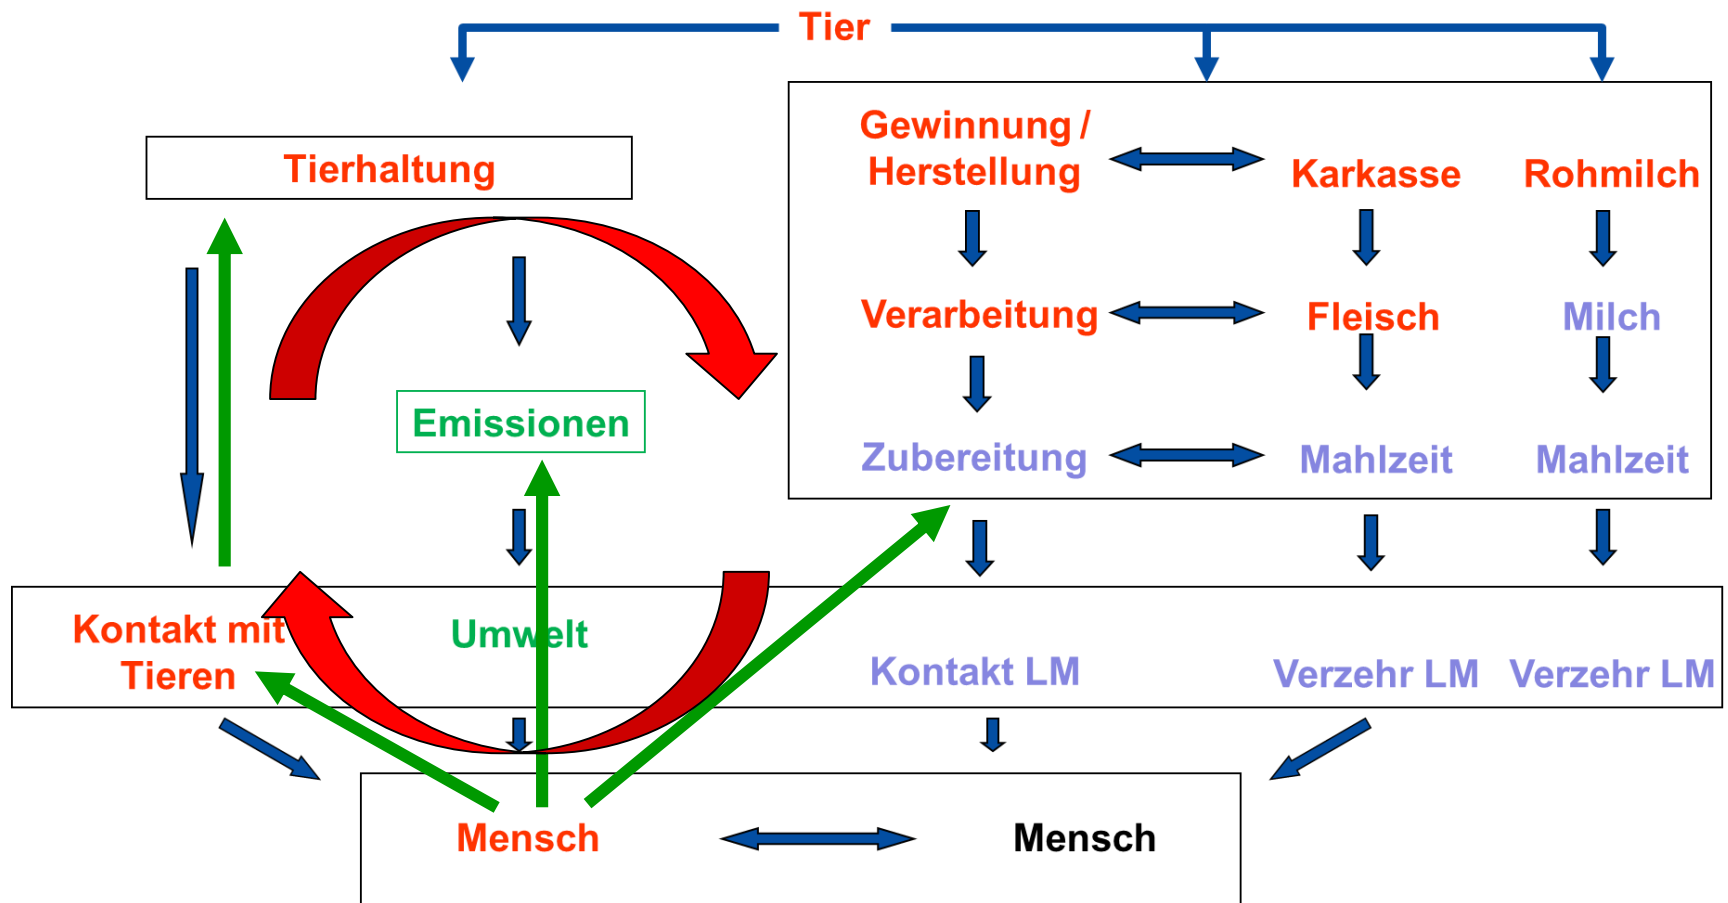 Tier
Tierhaltung
Gewinnung /
Herstellung
Karkasse
Rohmilch
Verarbeitung
Fleisch
Milch
Emissionen
Zubereitung
Mahlzeit
Mahlzeit
Kontakt mit
Tieren
Umwelt
Kontakt LM
Verzehr LM
Verzehr LM
Mensch
Mensch